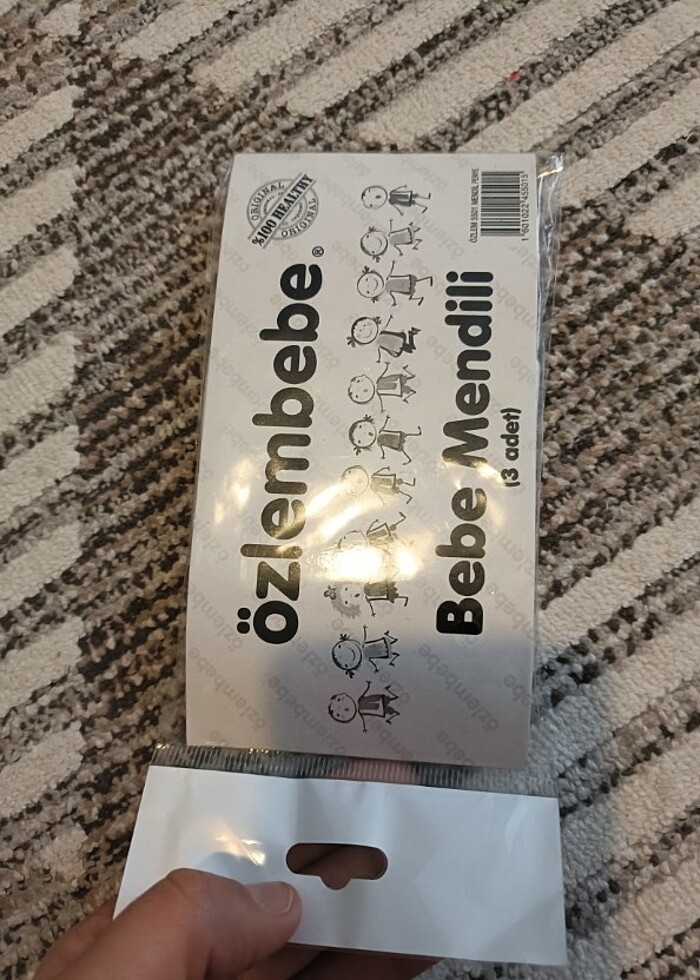 ORIGINAL
%100 HEALTHY
ORIGINAL
özlembebe®
Bebe Mendili
(3 adet)